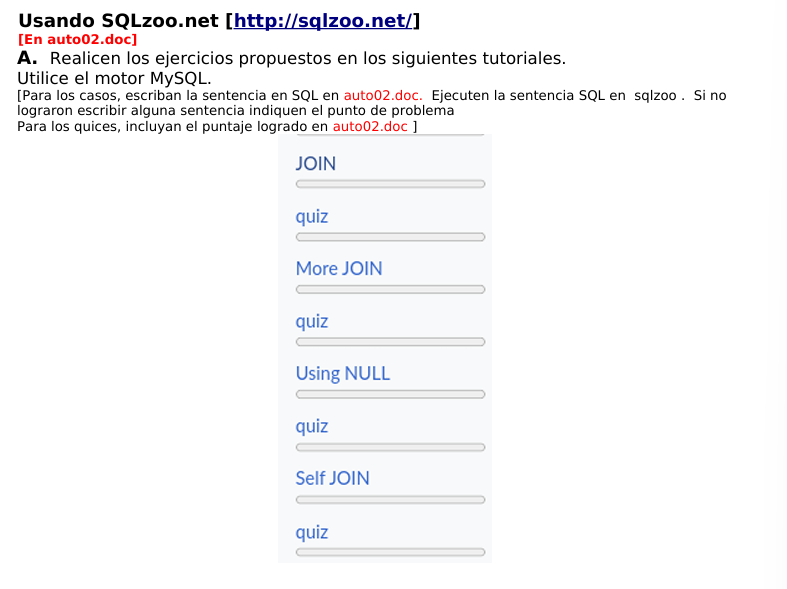 Usando SQLzoo.net [http://sqlzoo.net/]
[En auto02.doc]
A. Realicen los ejercicios propuestos en los siguientes tutoriales.
Utilice el motor MySQL.
[Para los casos, escriban la sentencia en SQL en auto02.doc. Ejecuten la sentencia SQL en sqlzoo . Si no
lograron escribir alguna sentencia indiquen el punto de problema
Para los quices, incluyan el puntaje logrado en auto02.doc ]
JOIN
quiz
More JOIN
quiz
Using NULL
quiz
Self JOIN
quiz